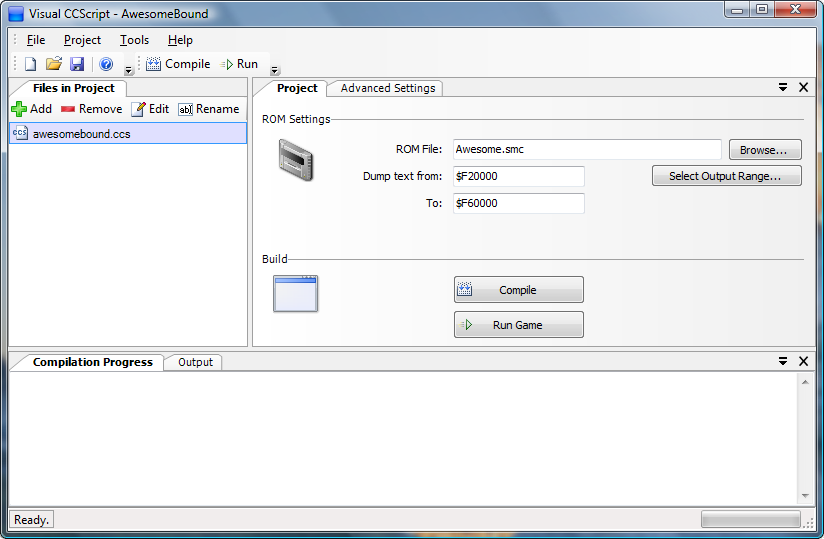 Visual CCScript - AwesomeBound
File Project Tools Help
Compile Run
Files in Project
Add Remove Edit Rename
ccs awesomebound.ccs
Project Advanced Settings
ROM Settings
ROM File: Awesome.smc Browse...
Dump text from: $F20000 Select Output Range...
To: $F60000
Build
Compile
Run Game
Compilation Progress Output
Ready.